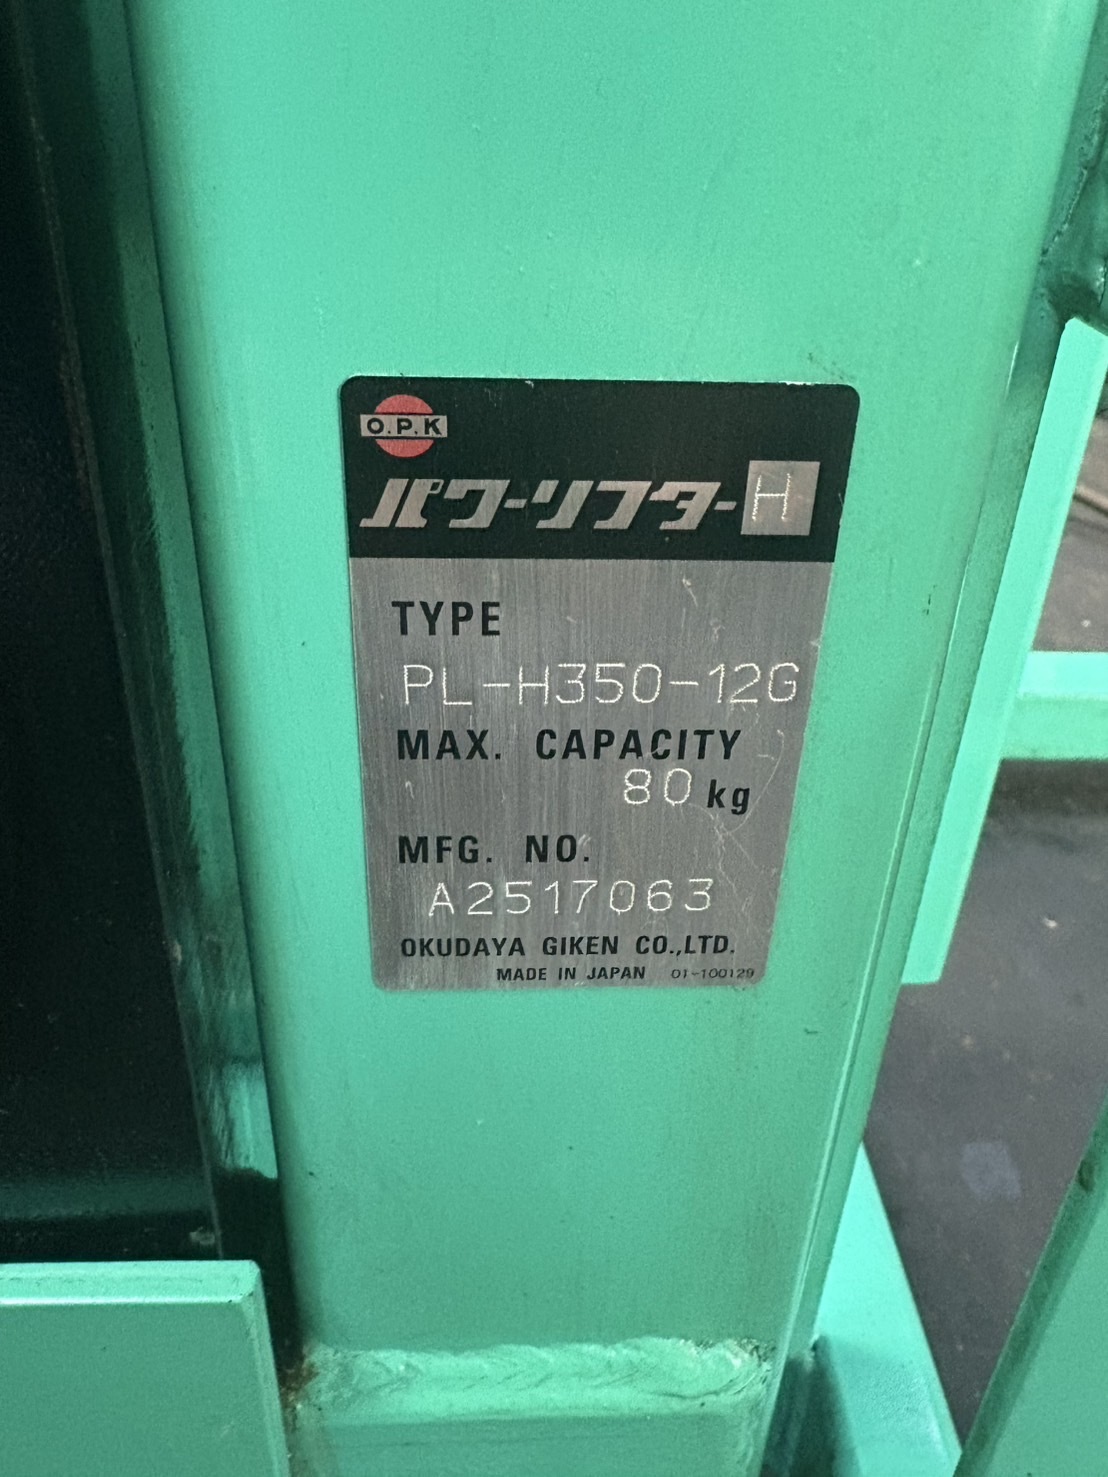 O.P.K
パワーリフターH
TYPE
PL-H350-12G
MAX. CAPACITY
80 kg
MFG. NO.
A2517063
OKUDAYA GIKEN CO.,LTD.
MADE IN JAPAN 01-100129